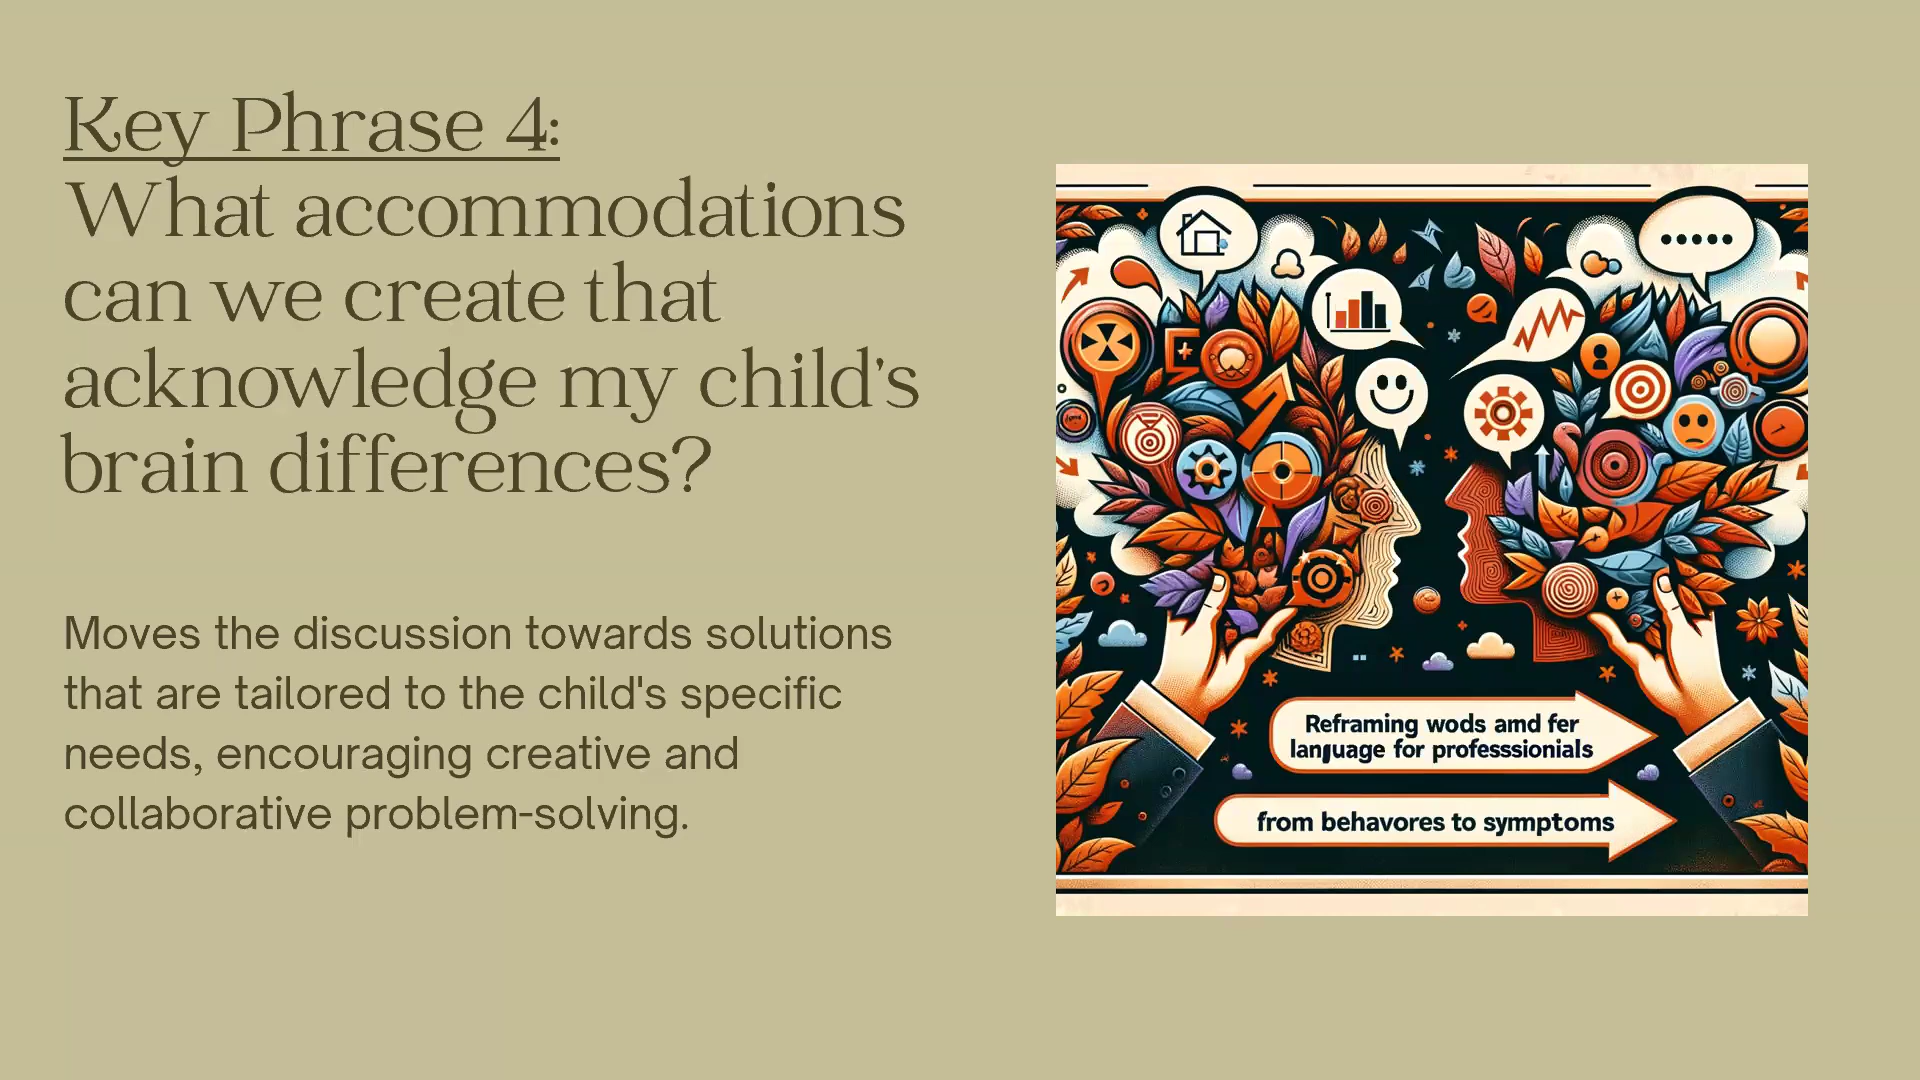 Key Phrase 4:
What accommodations
can we create that
acknowledge my child's
brain differences?
Moves the discussion towards solutions
that are tailored to the child's specific
needs, encouraging creative and
collaborative problem-solving.
Reframing wods amd fer
language for professsionials
from behavores to symptoms